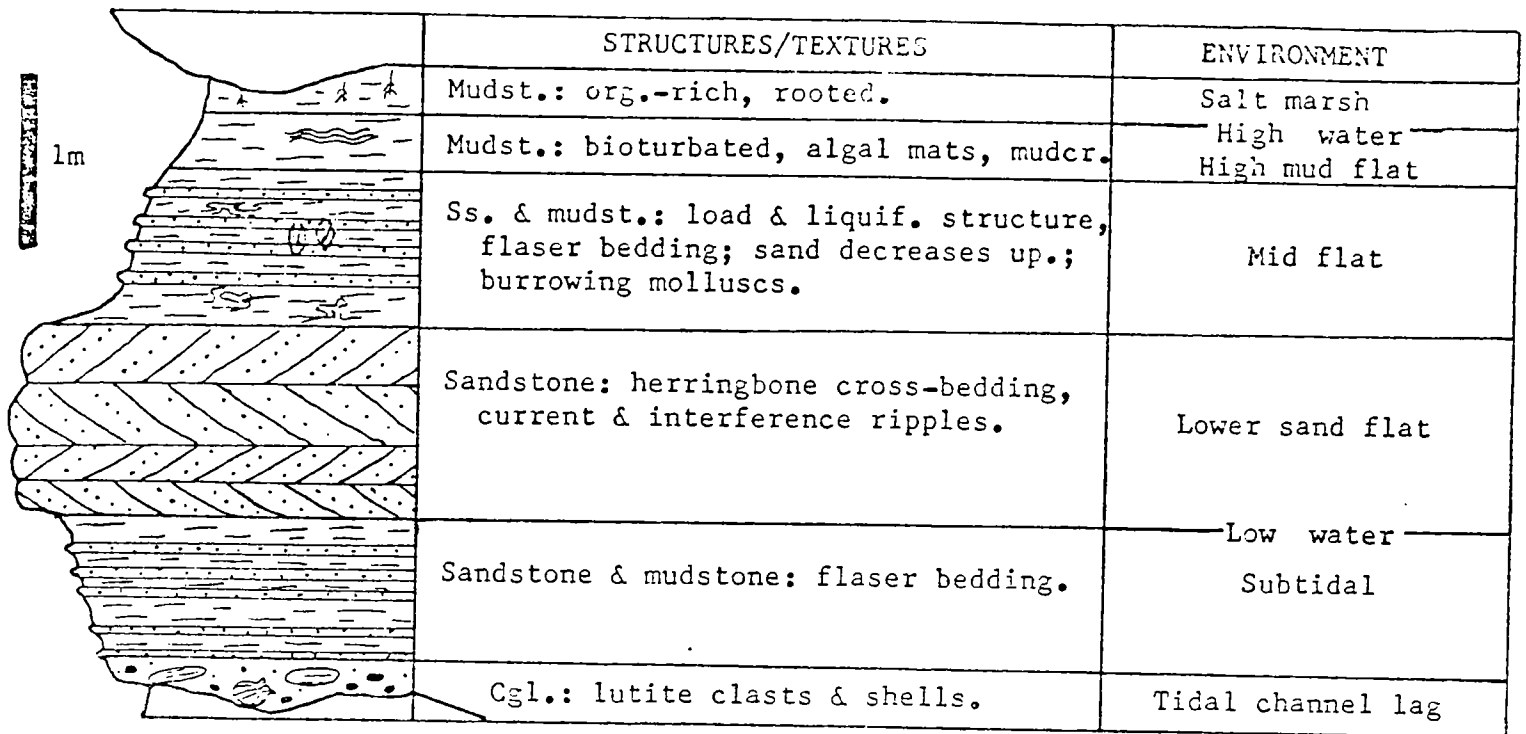 STRUCTURES/TEXTURES
ENVIRONMENT
1m
Mudst.: org.-rich, rooted.
Salt marsh
High water
Mudst.: bioturbated, algal mats, mudcr.
High mud flat
Ss. & mudst.: load & liquif. structure,
flaser bedding; sand decreases up.;
burrowing molluscs.
Mid flat
Sandstone: herringbone cross-bedding,
current & interference ripples.
Lower sand flat
Low water
Sandstone & mudstone: flaser bedding.
Subtidal
Cgl.: lutite clasts & shells.
Tidal channel lag